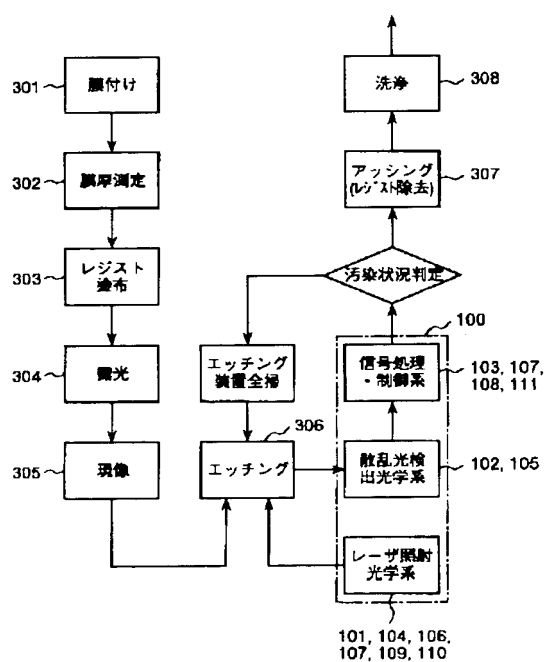 301
膜付け
302
膜厚測定
303
レジスト
塗布
304
露光
305
現像
洗浄
308
アッシング
(レジスト除去)
307
汚染状況判定
100
エッチング
装置全掃
信号処理
・制御系
103, 107,
108, 111
306
エッチング
散乱光検
出光学系
102, 105
レーザ照射
光学系
101, 104, 106,
107, 109, 110